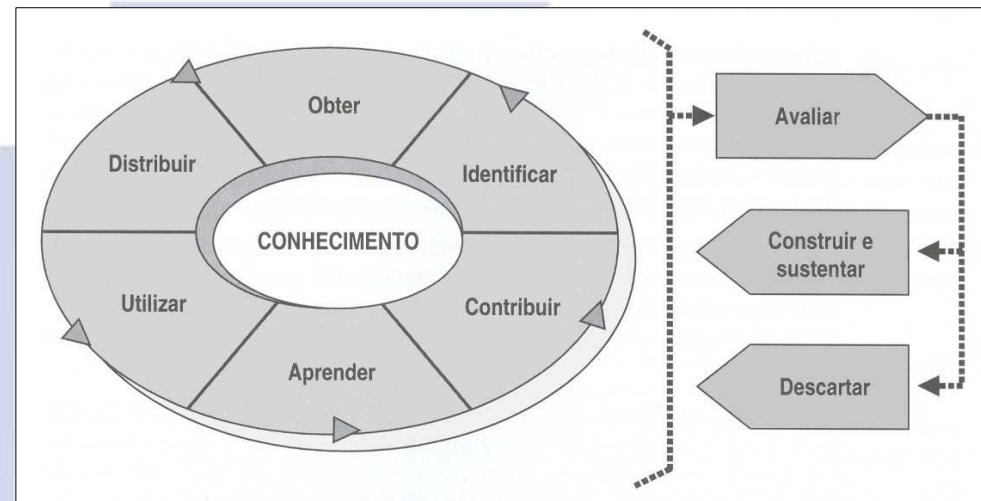 Obter
Distribuir
Identificar
CONHECIMENTO
Utilizar
Contribuir
Aprender
Avaliar
Construir e
sustentar
Descartar